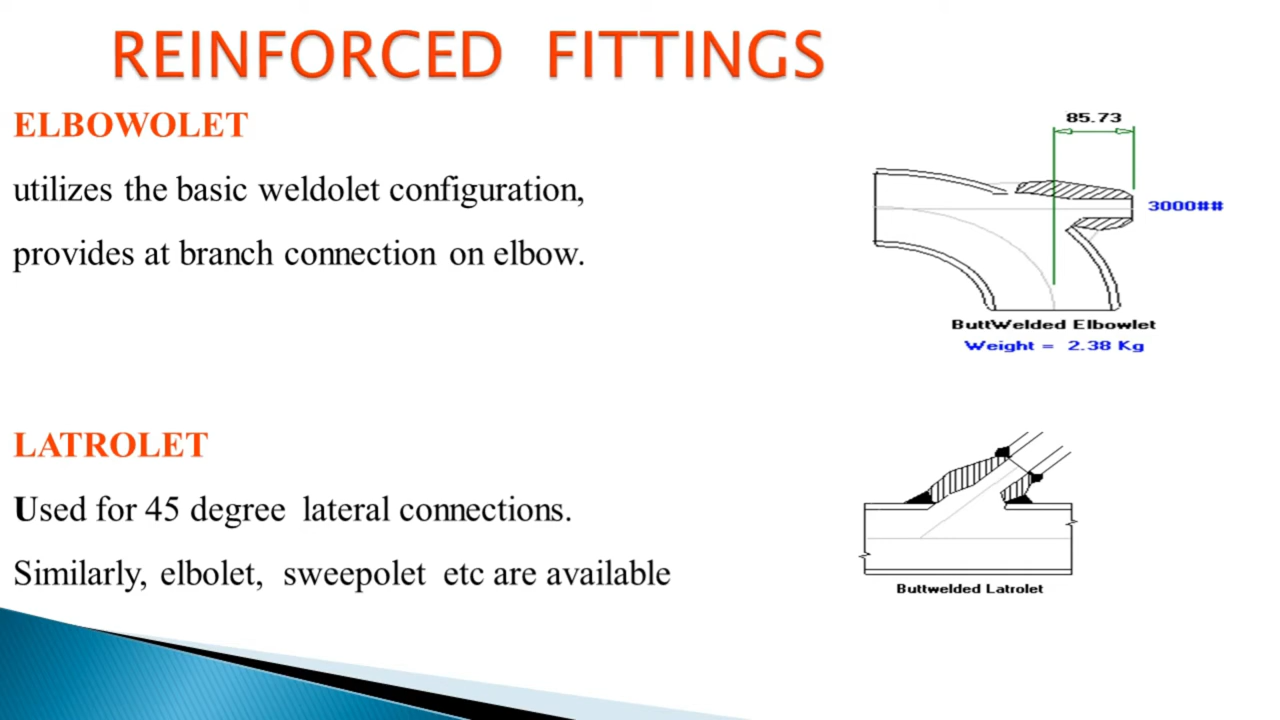 REINFORCED FITTINGS
ELBOWOLET
utilizes the basic weldolet configuration,
provides at branch connection on elbow.
85.73
3000##
ButtWelded Elbowlet
Weight = 2.38 Kg
LATROLET
Used for 45 degree lateral connections.
Similarly, elbolet, sweepolet etc are available
Buttwelded Latrolet